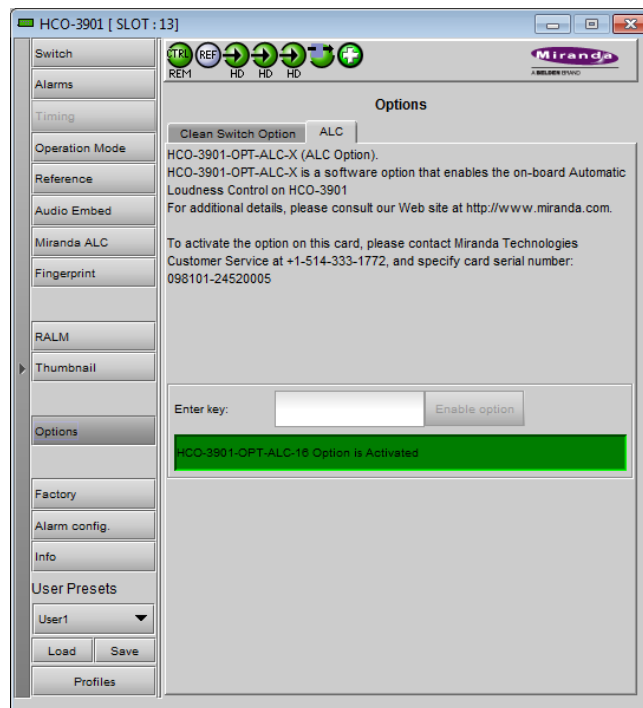 HCO-3901 [ SLOT : 13]
Switch
Alarms
Timing
Operation Mode
Reference
Audio Embed
Miranda ALC
Fingerprint
RALM
Thumbnail
Options
Factory
Alarm config.
Info
User Presets
User1
Load Save
Profiles
CTRL REF
REM HD HD HD
Miranda
A BELDEN BRAND
Options
Clean Switch Option ALC
HCO-3901-OPT-ALC-X (ALC Option).
HCO-3901-OPT-ALC-X is a software option that enables the on-board Automatic
Loudness Control on HCO-3901
For additional details, please consult our Web site at http://www.miranda.com.
To activate the option on this card, please contact Miranda Technologies
Customer Service at +1-514-333-1772, and specify card serial number:
098101-24520005
Enter key: Enable option
HCO-3901-OPT-ALC-16 Option is Activated